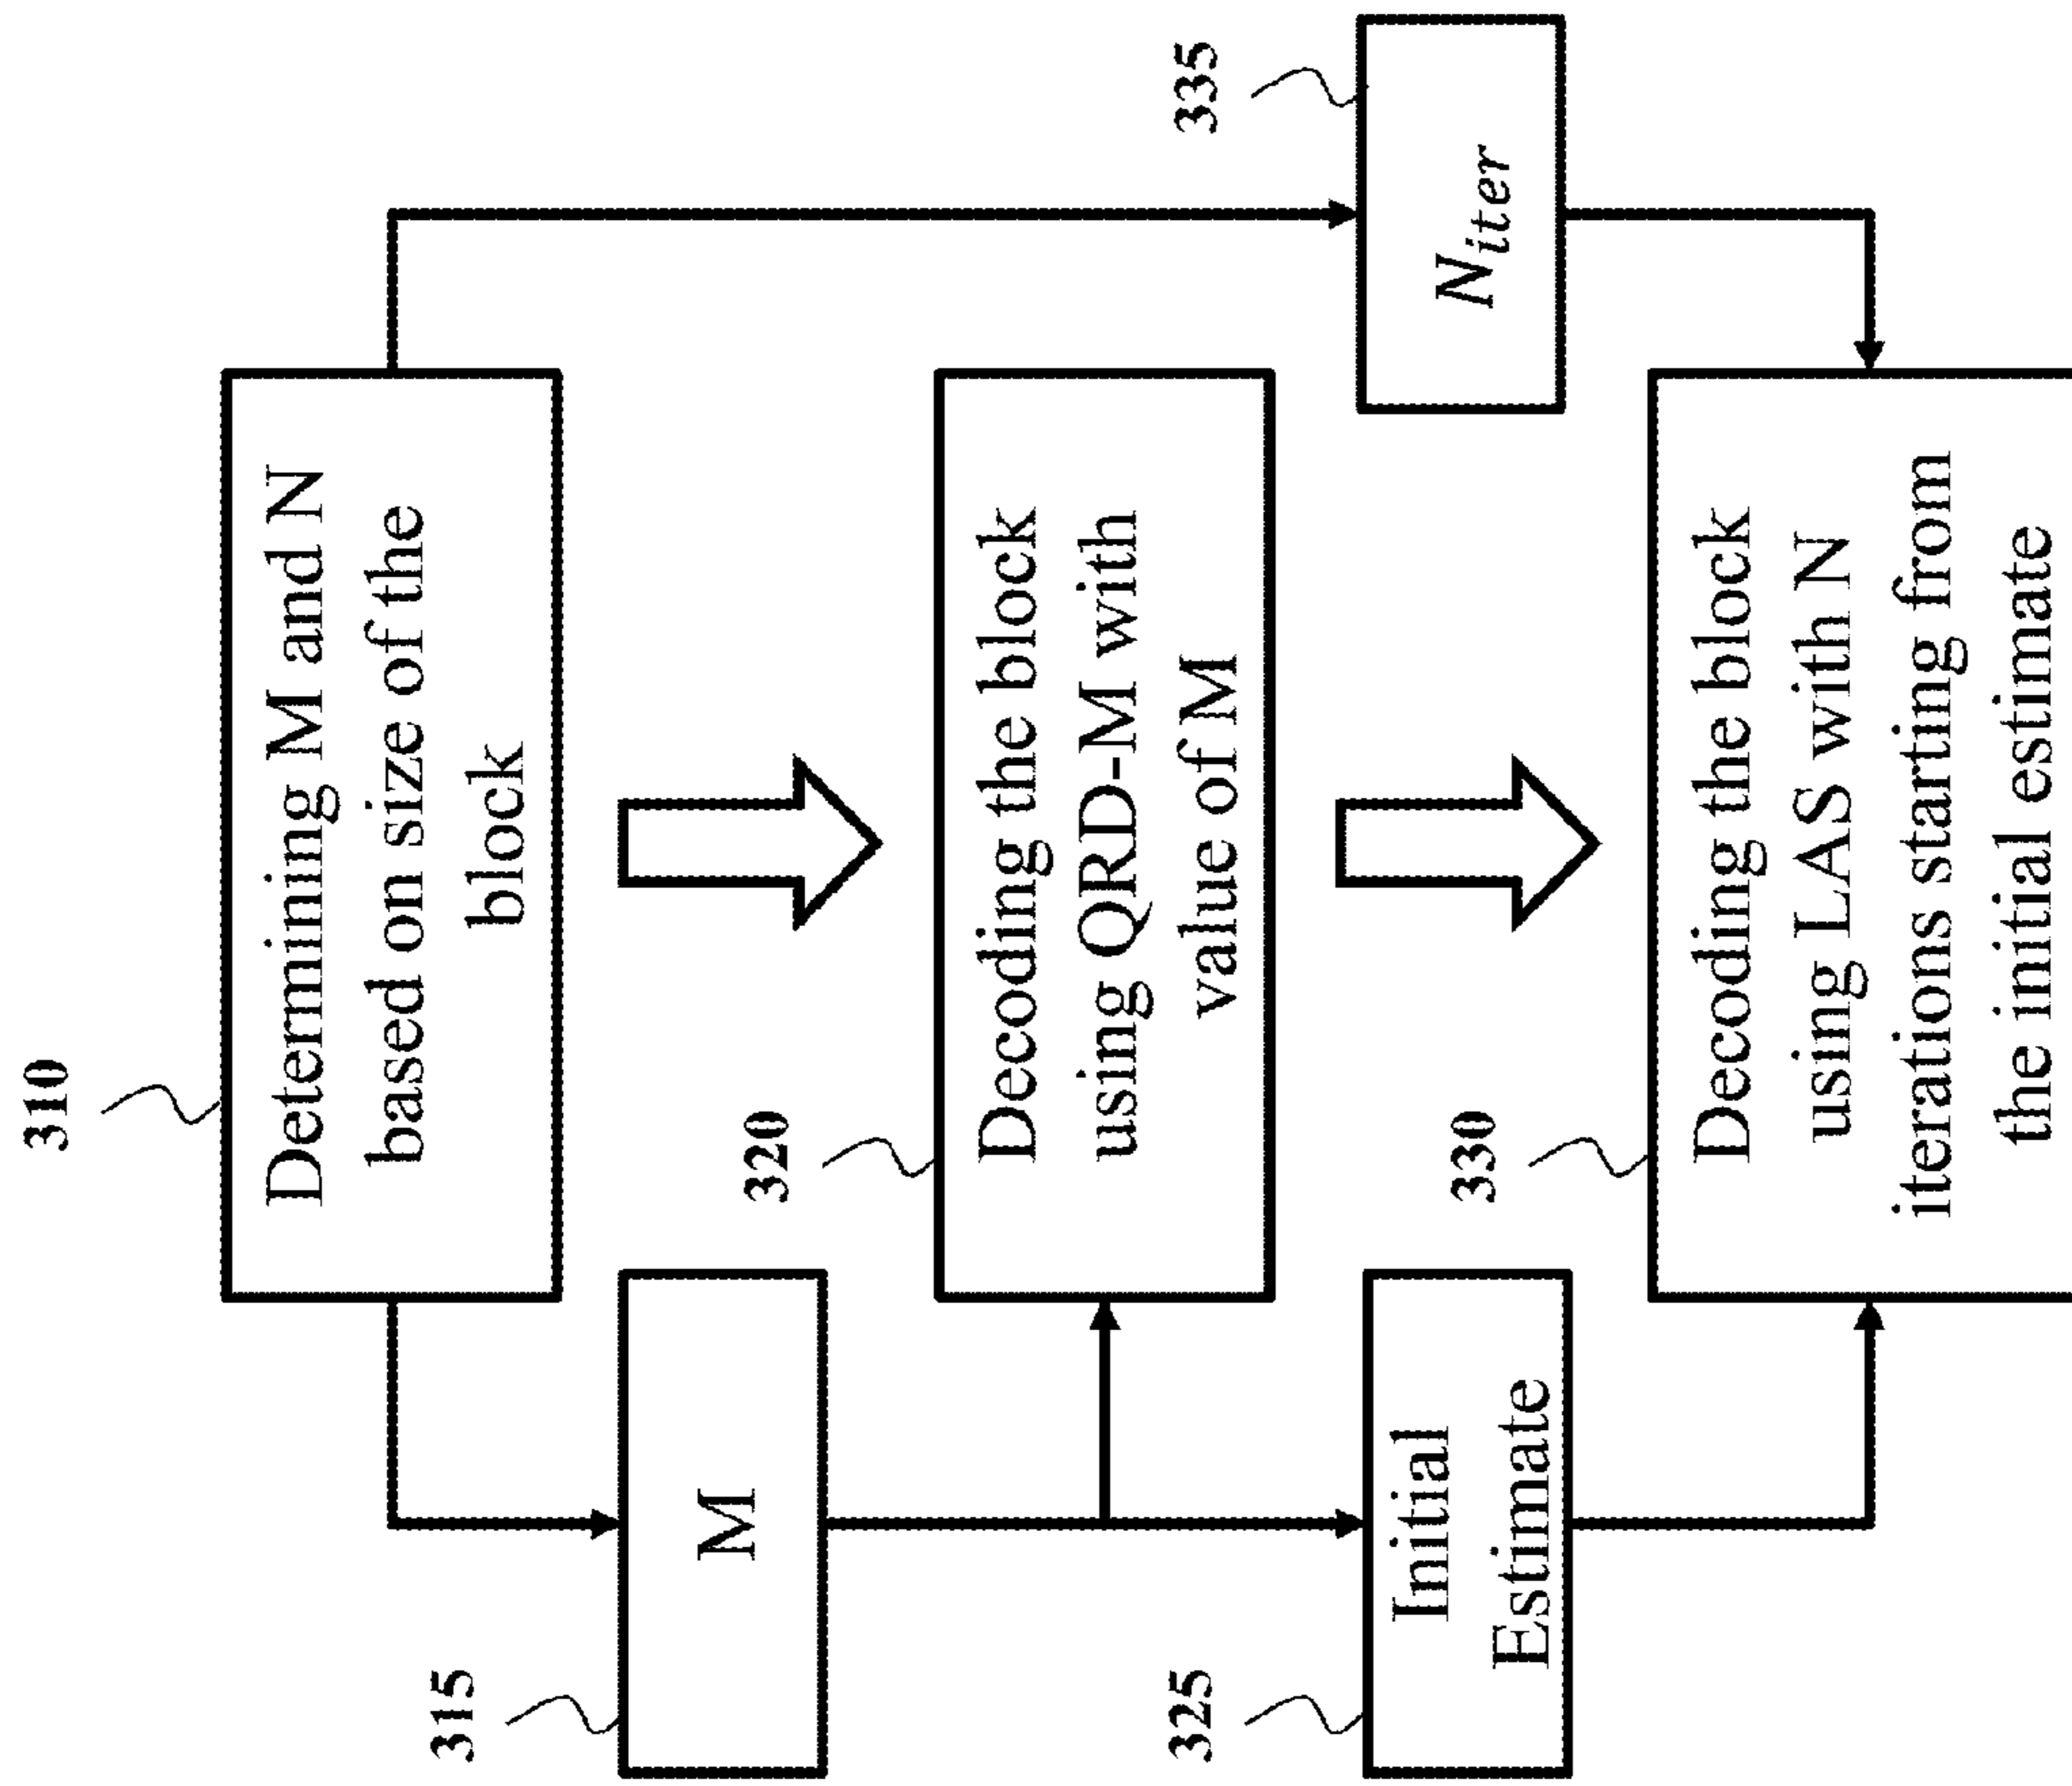 310
Determining M and N
based on size of the
block
315
M
335
N_iter
320
Decoding the block
using QRD-M with
value of M
325
Initial
Estimate
330
Decoding the block
using LAS with N
iterations starting from
the initial estimate